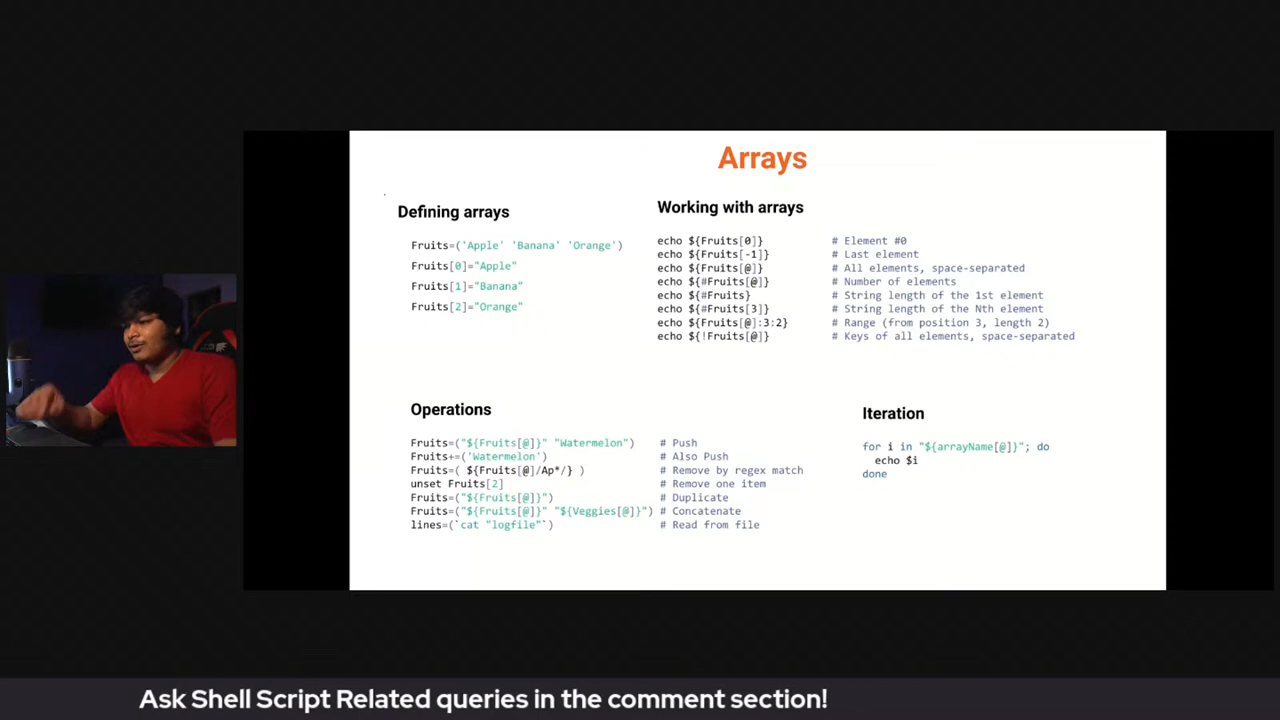 Arrays
Defining arrays
Fruits=('Apple' 'Banana' 'Orange')
Fruits[0]="Apple"
Fruits[1]="Banana"
Fruits[2]="Orange"
Working with arrays
echo ${Fruits[0]} # Element #0
echo ${Fruits[-1]} # Last element
echo ${Fruits[@]} # All elements, space-separated
echo ${#Fruits[@]} # Number of elements
echo ${#Fruits} # String length of the 1st element
echo ${#Fruits[3]} # String length of the Nth element
echo ${Fruits[@]:3:2} # Range (from position 3, length 2)
echo ${!Fruits[@]} # Keys of all elements, space-separated
Operations
Fruits=("${Fruits[@]}" "Watermelon") # Push
Fruits+=('Watermelon') # Also Push
Fruits=( ${Fruits[@]/Ap*/} ) # Remove by regex match
unset Fruits[2] # Remove one item
Fruits=("${Fruits[@]}") # Duplicate
Fruits=("${Fruits[@]}" "${Veggies[@]}") # Concatenate
lines=(`cat "logfile"`) # Read from file
Iteration
for i in "${arrayName[@]}"; do
echo $i
done
Ask Shell Script Related queries in the comment section!